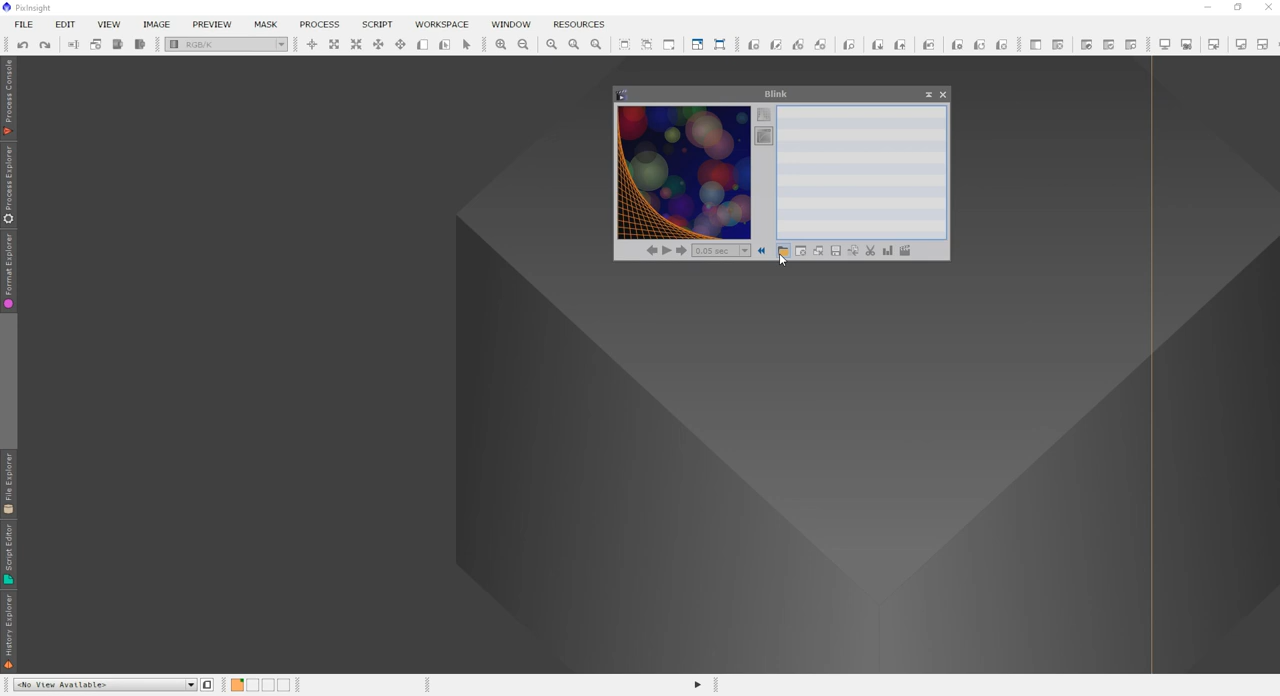 PixInsight
FILE EDIT VIEW IMAGE PREVIEW MASK PROCESS SCRIPT WORKSPACE WINDOW RESOURCES
RGB/K
Process Console
Process Explorer
Format Explorer
File Explorer
Script Editor
History Explorer
Blink
0.05 sec
<No View Available>